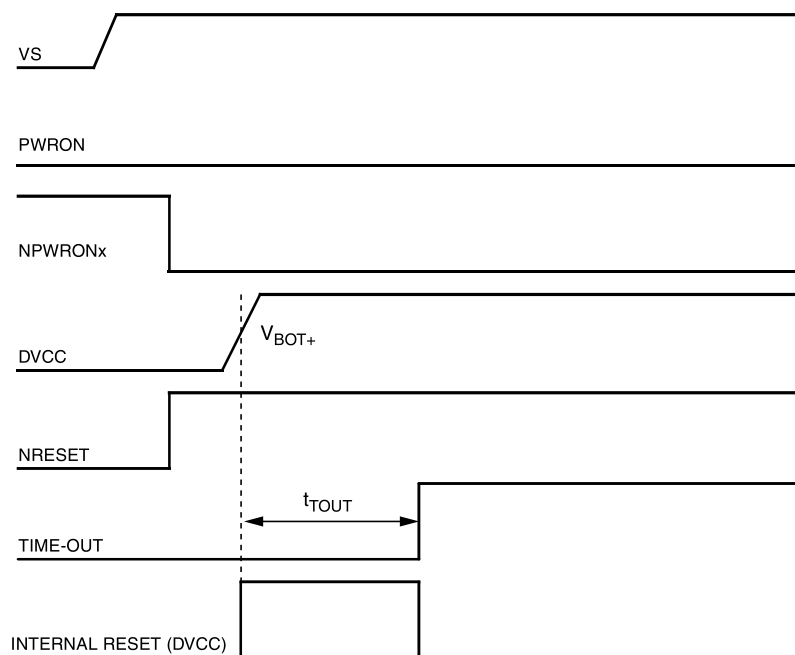 VS
PWRON
NPWRONx
VBOT+
DVCC
NRESET
tTOUT
TIME-OUT
INTERNAL RESET (DVCC)